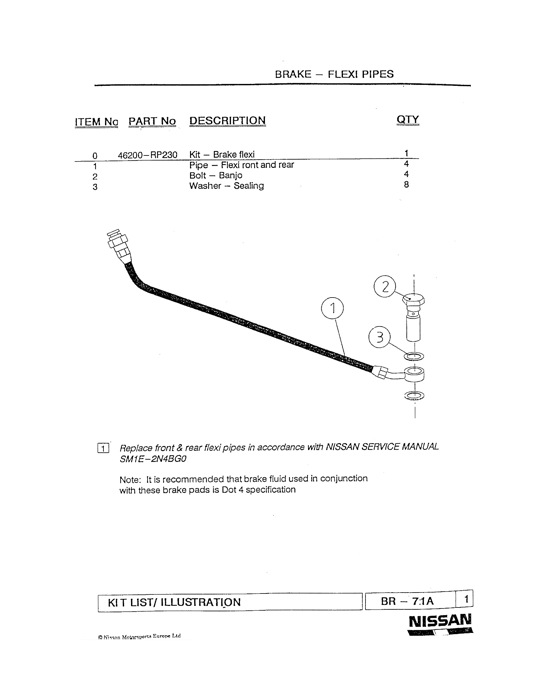 BRAKE – FLEXI PIPES
ITEM No PART No DESCRIPTION QTY
0 46200–RP230 Kit – Brake flexi 1
1 Pipe – Flexi ront and rear 4
2 Bolt – Banjo 4
3 Washer – Sealing 8
2
1
3
1 Replace front & rear flexi pipes in accordance with NISSAN SERVICE MANUAL
SM1E–2N4BG0
Note: It is recommended that brake fluid used in conjunction
with these brake pads is Dot 4 specification
KIT LIST/ ILLUSTRATION BR – 7.1A 1
NISSAN
© Nissan Motorsports Europe Ltd